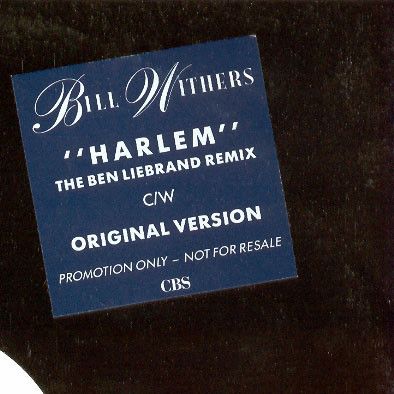 BILL WITHERS
"HARLEM"
THE BEN LIEBRAND REMIX
C/W
ORIGINAL VERSION
PROMOTION ONLY – NOT FOR RESALE
CBS